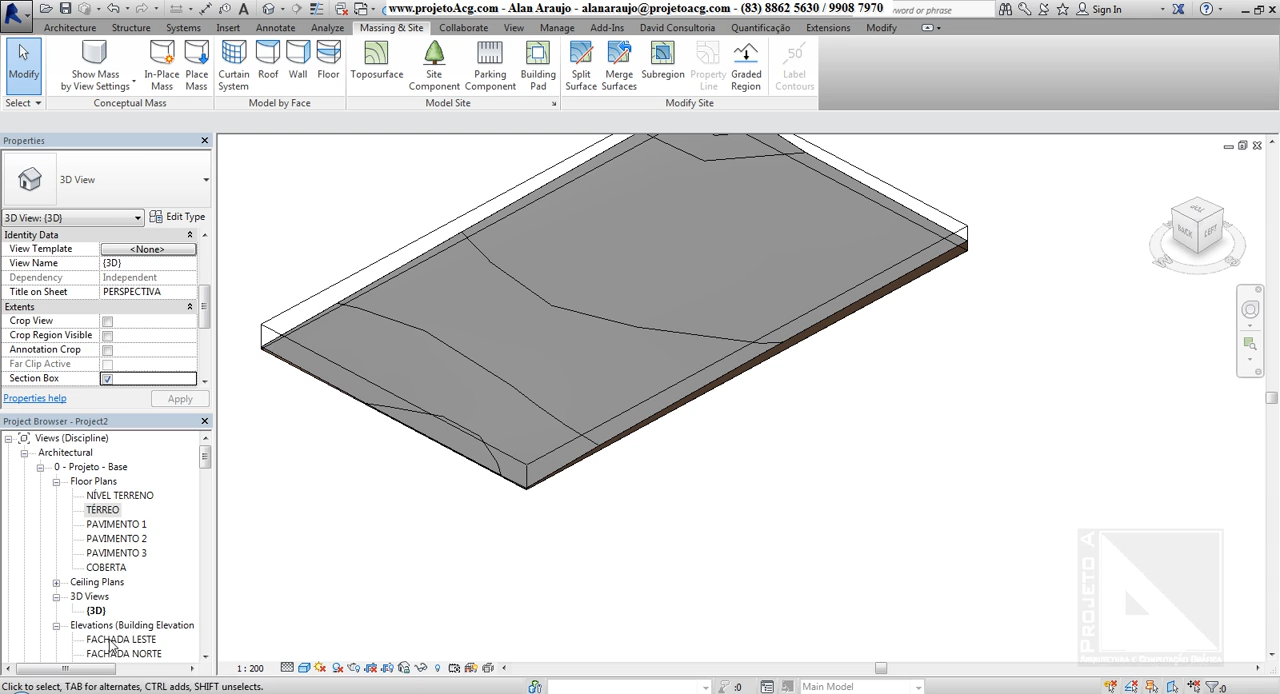 www.projetoAcg.com - Alan Araujo - alanaraujo@projetoacg.com - (83) 8862 5630 / 9908 7970
word or phrase
Sign In
Architecture Structure Systems Insert Annotate Analyze Massing & Site Collaborate View Manage Add-Ins David Consultoria Quantificação Extensions Modify
Modify
Show Mass by View Settings
In-Place Mass
Place Mass
Curtain System
Roof
Wall
Floor
Toposurface
Site Component
Parking Component
Building Pad
Split Surface
Merge Surfaces
Subregion
Property Line
Graded Region
Label Contours
50
Select
Conceptual Mass
Model by Face
Model Site
Modify Site
Properties
3D View
3D View: {3D}
Edit Type
Identity Data
View Template <None>
View Name {3D}
Dependency Independent
Title on Sheet PERSPECTIVA
Extents
Crop View
Crop Region Visible
Annotation Crop
Far Clip Active
Section Box
Properties help
Apply
Project Browser - Project2
Views (Discipline)
Architectural
0 - Projeto - Base
Floor Plans
NÍVEL TERRENO
TÉRREO
PAVIMENTO 1
PAVIMENTO 2
PAVIMENTO 3
COBERTA
Ceiling Plans
3D Views
{3D}
Elevations (Building Elevation
FACHADA LESTE
FACHADA NORTE
BACK
LEFT
PROJETO A
1 : 200
Click to select, TAB for alternates, CTRL adds, SHIFT unselects.
:0
Main Model
:0